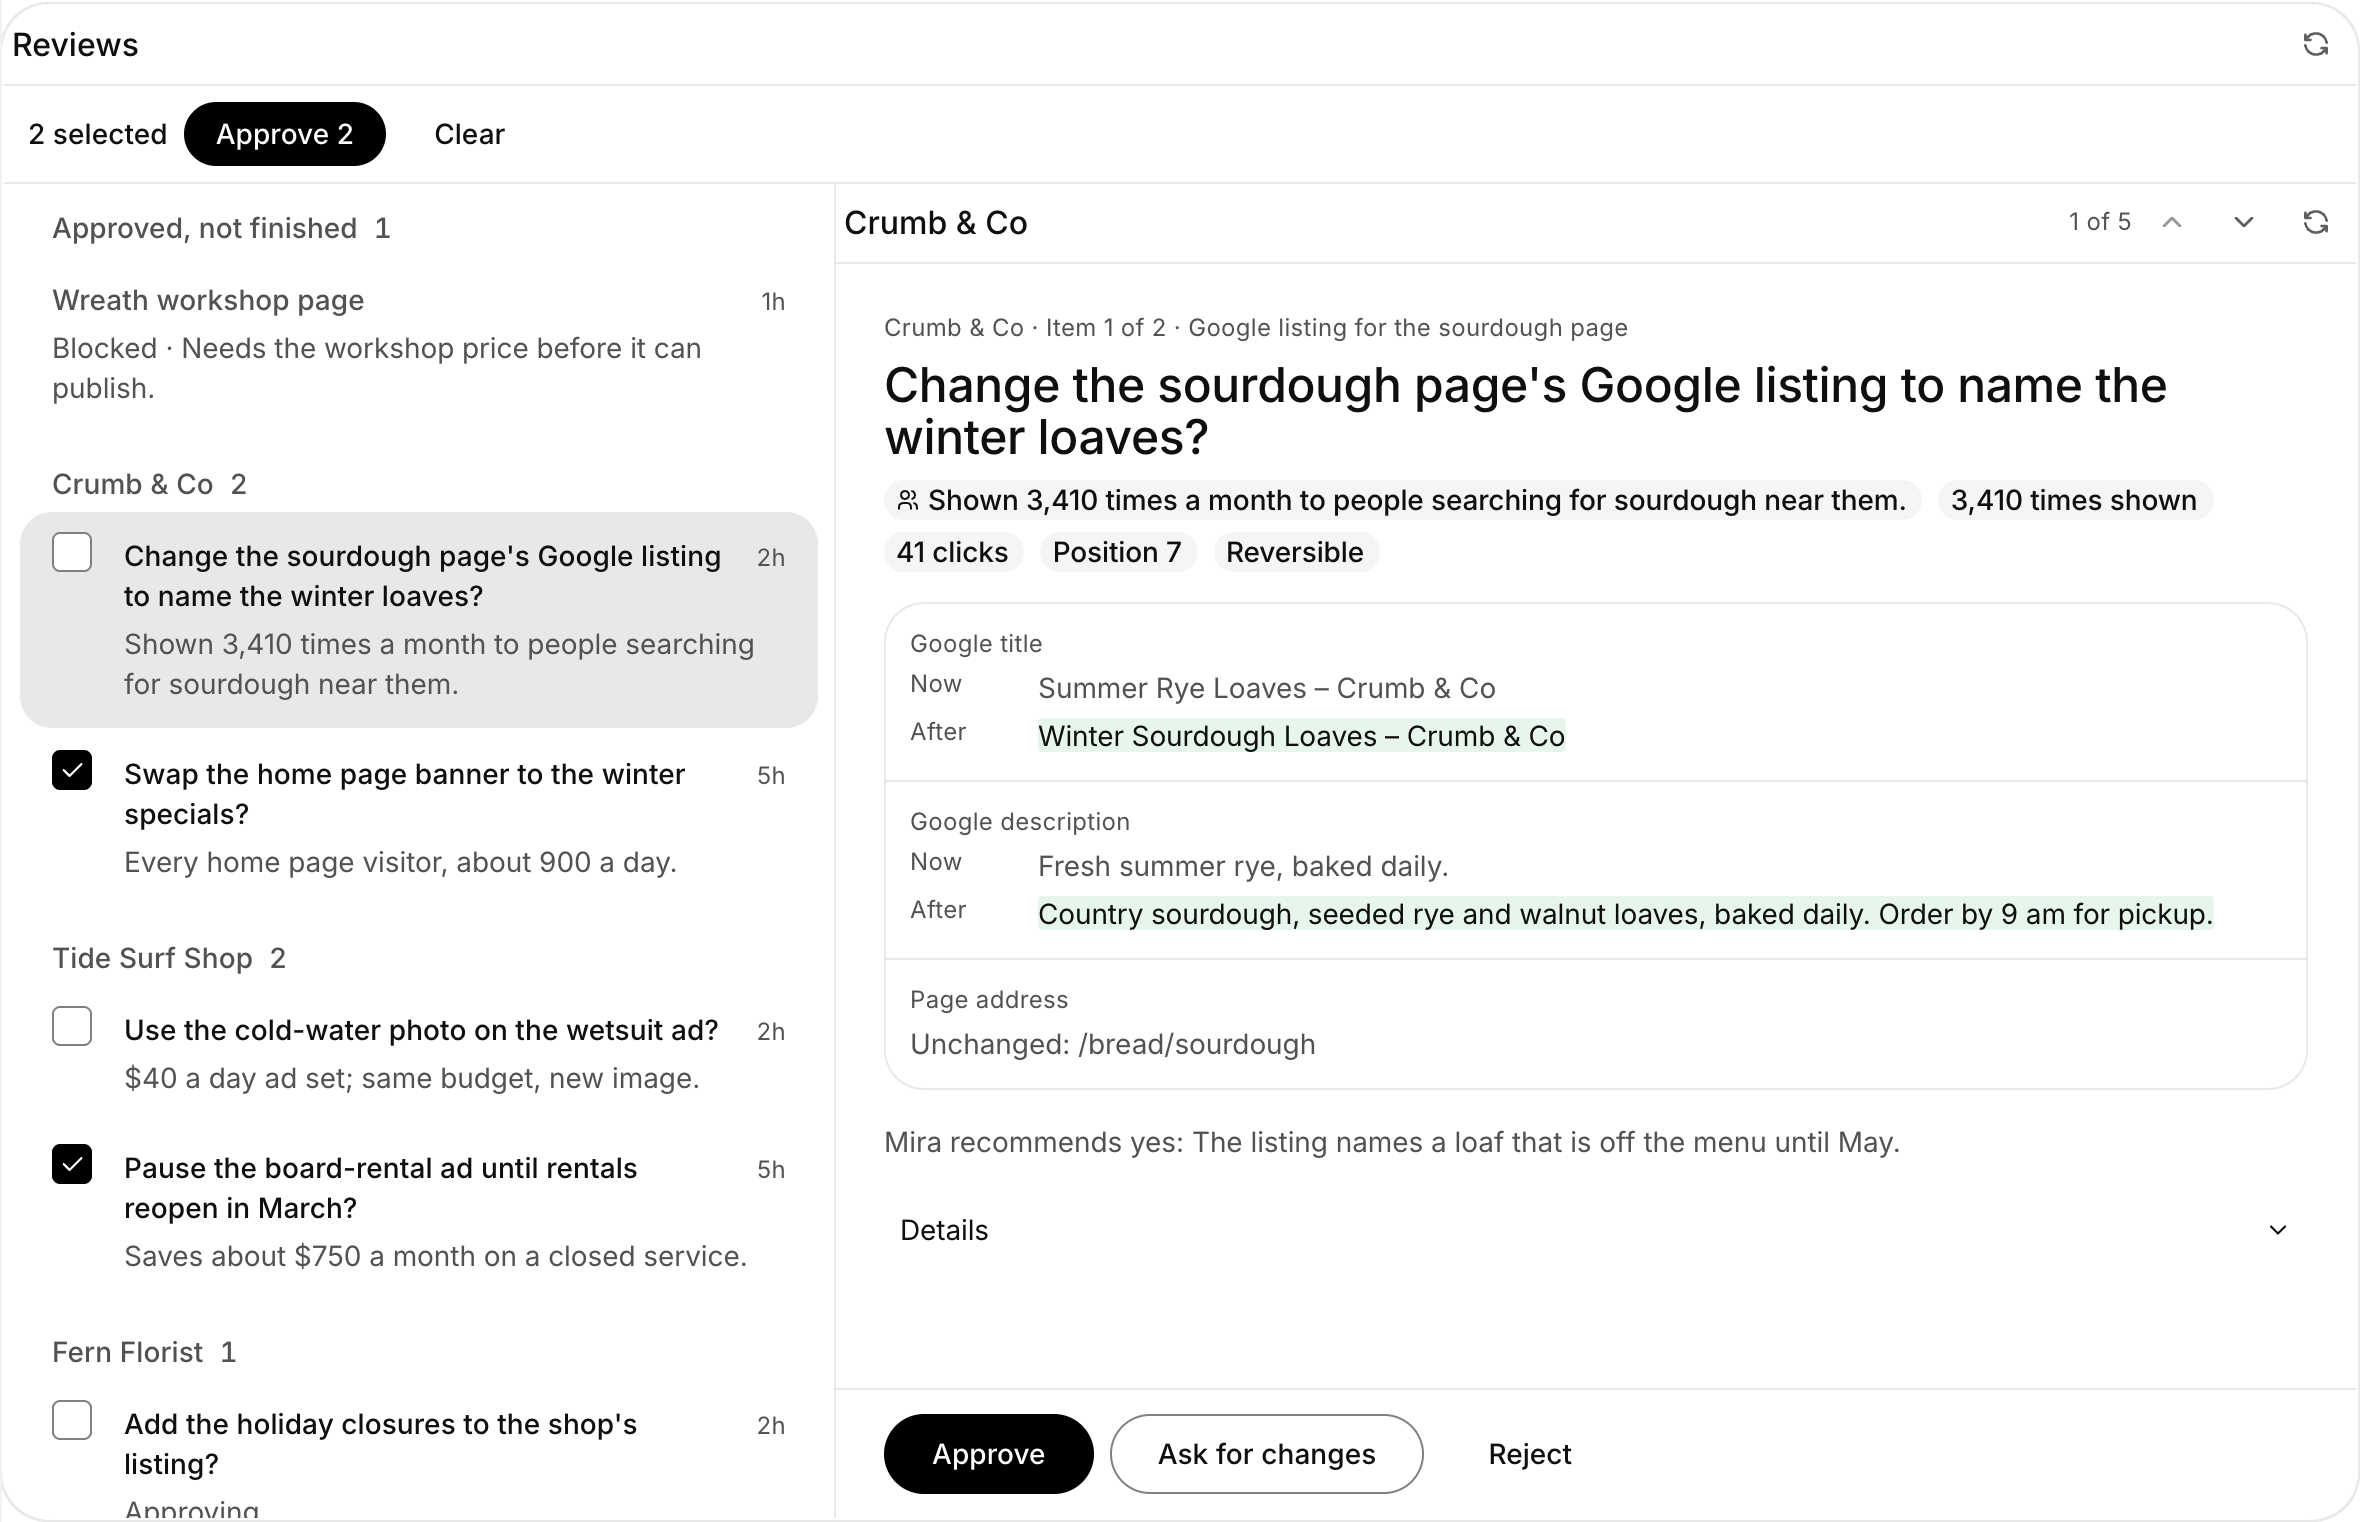 Reviews
2 selected
Approve 2
Clear
Approved, not finished 1
Wreath workshop page 1h
Blocked · Needs the workshop price before it can
publish.
Crumb & Co 2
Change the sourdough page's Google listing 2h
to name the winter loaves?
Shown 3,410 times a month to people searching
for sourdough near them.
Swap the home page banner to the winter 5h
specials?
Every home page visitor, about 900 a day.
Tide Surf Shop 2
Use the cold-water photo on the wetsuit ad? 2h
$40 a day ad set; same budget, new image.
Pause the board-rental ad until rentals 5h
reopen in March?
Saves about $750 a month on a closed service.
Fern Florist 1
Add the holiday closures to the shop's 2h
listing?
Approving
Crumb & Co
1 of 5
Crumb & Co · Item 1 of 2 · Google listing for the sourdough page
Change the sourdough page's Google listing to name the
winter loaves?
Shown 3,410 times a month to people searching for sourdough near them. 3,410 times shown
41 clicks Position 7 Reversible
Google title
Now Summer Rye Loaves – Crumb & Co
After Winter Sourdough Loaves – Crumb & Co
Google description
Now Fresh summer rye, baked daily.
After Country sourdough, seeded rye and walnut loaves, baked daily. Order by 9 am for pickup.
Page address
Unchanged: /bread/sourdough
Mira recommends yes: The listing names a loaf that is off the menu until May.
Details
Approve
Ask for changes
Reject